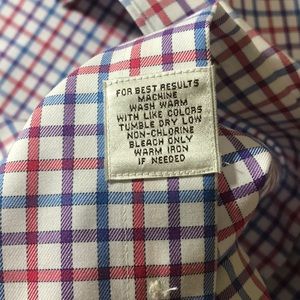 FOR BEST RESULTS
MACHINE
WASH WARM
WITH LIKE COLORS
TUMBLE DRY LOW
NON-CHLORINE
BLEACH ONLY
WARM IRON
IF NEEDED